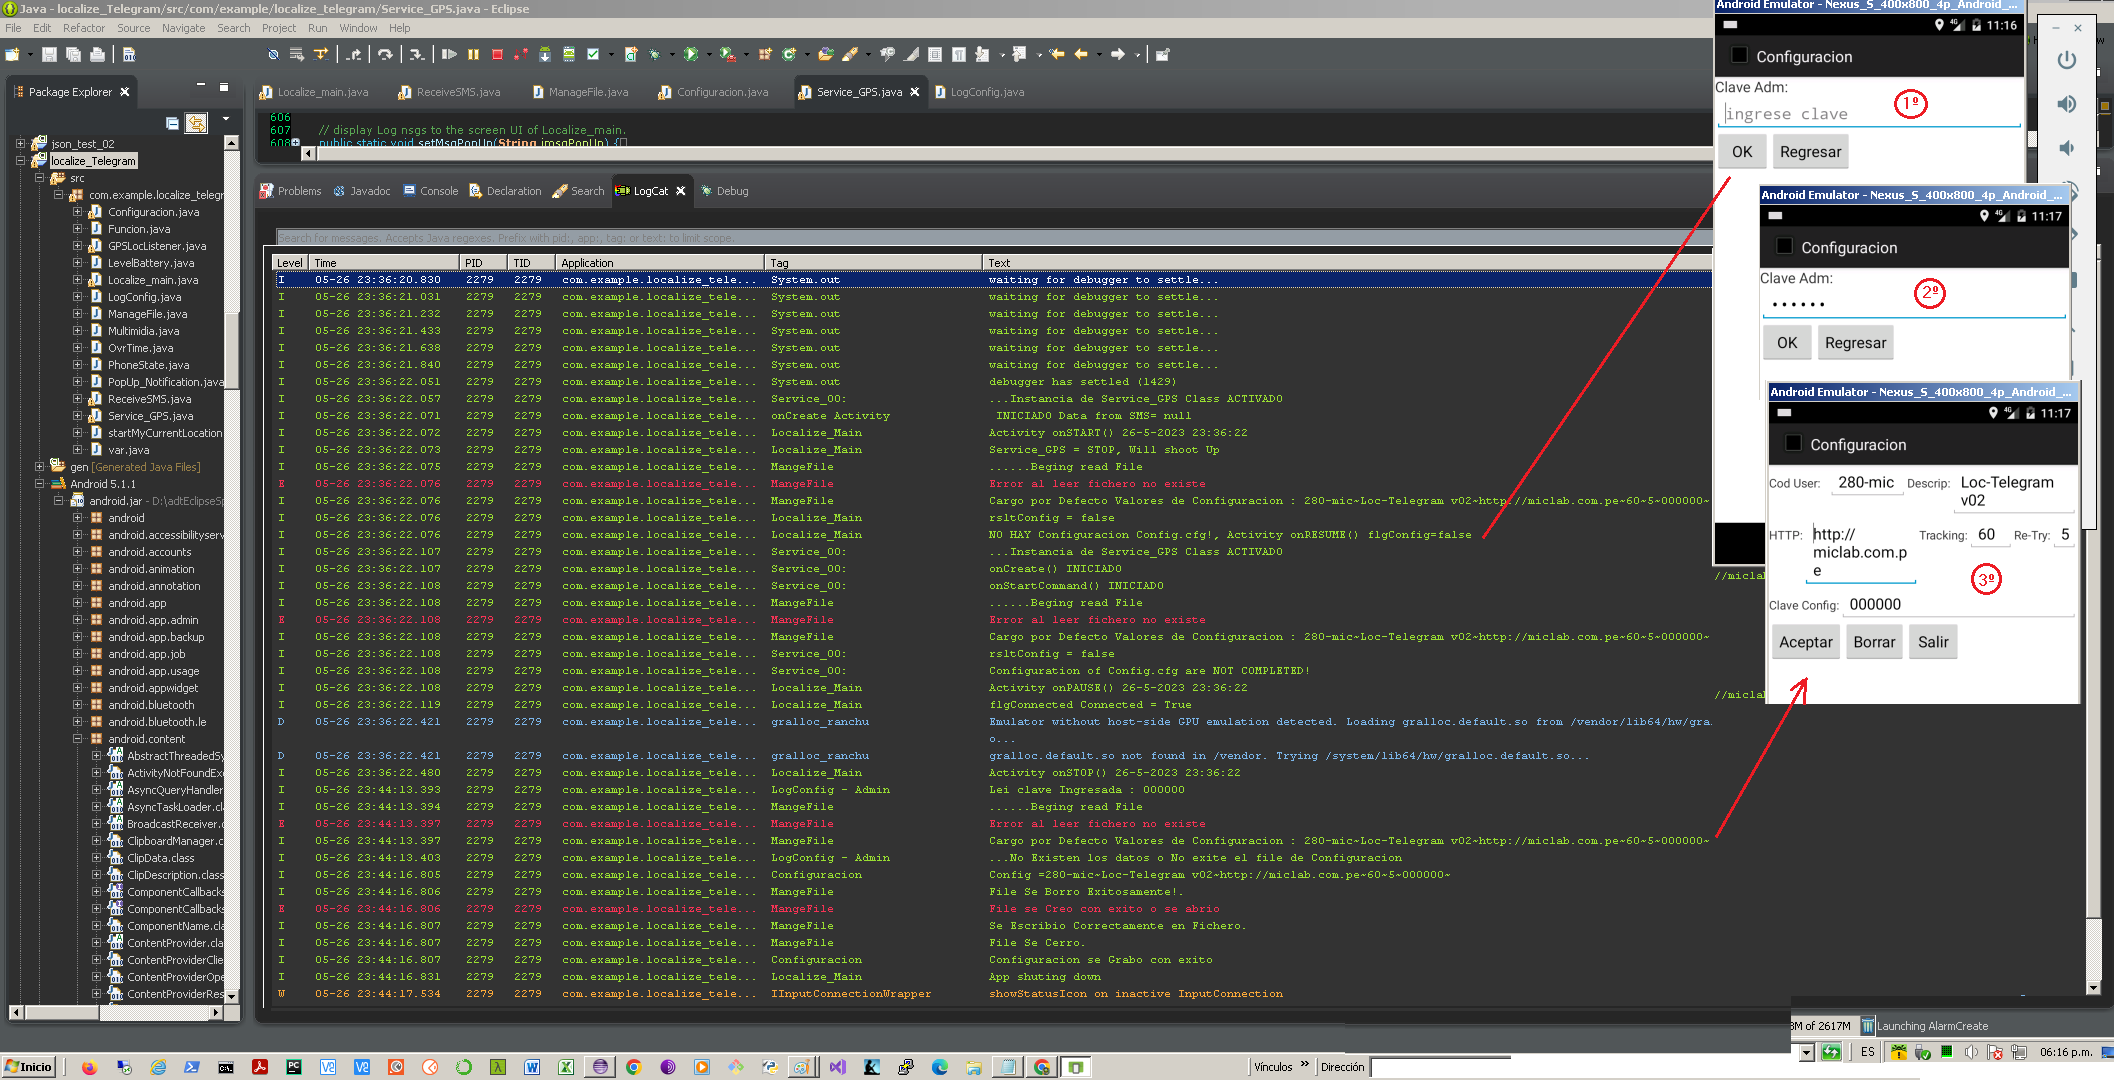 Java - localize_Telegram/src/com/example/localize_telegram/Service_GPS.java - Eclipse
File Edit Refactor Source Navigate Search Project Run Window Help
Package Explorer
json_test_02
localize_Telegram
src
com.example.localize_telegr
Configuracion.java
Funcion.java
GPSLocListener.java
LevelBattery.java
Localize_main.java
LogConfig.java
ManageFile.java
Multimidia.java
OvrTime.java
PhoneState.java
PopUp_Notification.java
ReceiveSMS.java
Service_GPS.java
startMyCurrentLocation
var.java
gen [Generated Java Files]
Android 5.1.1
android.jar - D:\adtEclipseSp
android
android.accessibilityserv
android.accounts
android.animation
android.annotation
android.app
android.app.admin
android.app.backup
android.app.job
android.app.usage
android.appwidget
android.bluetooth
android.bluetooth.le
android.content
AbstractThreadedSy
ActivityNotFoundExc
AsyncQueryHandler
AsyncTaskLoader.cl
BroadcastReceiver.c
ClipboardManager.c
ClipData.class
ClipDescription.class
ComponentCallbacks
ComponentCallbacks
ComponentName.cla
ContentProvider.cla
ContentProviderClie
ContentProviderOpe
ContentProviderRes
Localize_main.java ReceiveSMS.java ManageFile.java Configuracion.java Service_GPS.java LogConfig.java
606
607 // display Log nsgs to the screen UI of Localize_main.
608 public static void setMsgPopUp(String imsgPopUp) {
Problems Javadoc Console Declaration Search LogCat Debug
Search for messages. Accepts Java regexes. Prefix with pid:, app:, tag: or text: to limit scope.
Level Time PID TID Application Tag Text
I 05-26 23:36:20.830 2279 2279 com.example.localize_tele... System.out waiting for debugger to settle...
I 05-26 23:36:21.031 2279 2279 com.example.localize_tele... System.out waiting for debugger to settle...
I 05-26 23:36:21.232 2279 2279 com.example.localize_tele... System.out waiting for debugger to settle...
I 05-26 23:36:21.433 2279 2279 com.example.localize_tele... System.out waiting for debugger to settle...
I 05-26 23:36:21.638 2279 2279 com.example.localize_tele... System.out waiting for debugger to settle...
I 05-26 23:36:21.840 2279 2279 com.example.localize_tele... System.out waiting for debugger to settle...
I 05-26 23:36:22.051 2279 2279 com.example.localize_tele... System.out debugger has settled (1429)
I 05-26 23:36:22.057 2279 2279 com.example.localize_tele... Service_00: ...Instancia de Service_GPS Class ACTIVADO
I 05-26 23:36:22.071 2279 2279 com.example.localize_tele... onCreate Activity INICIADO Data from SMS= null
I 05-26 23:36:22.072 2279 2279 com.example.localize_tele... Localize_Main Activity onSTART() 26-5-2023 23:36:22
I 05-26 23:36:22.073 2279 2279 com.example.localize_tele... Localize_Main Service_GPS = STOP, Will shoot Up
I 05-26 23:36:22.075 2279 2279 com.example.localize_tele... MangeFile ......Beging read File
E 05-26 23:36:22.076 2279 2279 com.example.localize_tele... MangeFile Error al leer fichero no existe
I 05-26 23:36:22.076 2279 2279 com.example.localize_tele... MangeFile Cargo por Defecto Valores de Configuracion : 280-mic~Loc-Telegram v02~http://miclab.com.pe~60~5~000000~
I 05-26 23:36:22.076 2279 2279 com.example.localize_tele... Localize_Main rsltConfig = false
I 05-26 23:36:22.076 2279 2279 com.example.localize_tele... Localize_Main NO HAY Configuracion Config.cfg!, Activity onRESUME() flgConfig=false
I 05-26 23:36:22.107 2279 2279 com.example.localize_tele... Service_00: ...Instancia de Service_GPS Class ACTIVADO
I 05-26 23:36:22.107 2279 2279 com.example.localize_tele... Service_00: onCreate() INICIADO
I 05-26 23:36:22.108 2279 2279 com.example.localize_tele... Service_00: onStartCommand() INICIADO
I 05-26 23:36:22.108 2279 2279 com.example.localize_tele... MangeFile ......Beging read File
E 05-26 23:36:22.108 2279 2279 com.example.localize_tele... MangeFile Error al leer fichero no existe
I 05-26 23:36:22.108 2279 2279 com.example.localize_tele... MangeFile Cargo por Defecto Valores de Configuracion : 280-mic~Loc-Telegram v02~http://miclab.com.pe~60~5~000000~
I 05-26 23:36:22.108 2279 2279 com.example.localize_tele... Service_00: rsltConfig = false
I 05-26 23:36:22.108 2279 2279 com.example.localize_tele... Service_00: Configuration of Config.cfg are NOT COMPLETED!
I 05-26 23:36:22.108 2279 2279 com.example.localize_tele... Localize_Main Activity onPAUSE() 26-5-2023 23:36:22
I 05-26 23:36:22.119 2279 2279 com.example.localize_tele... Localize_Main flgConnected Connected = True
D 05-26 23:36:22.421 2279 2279 com.example.localize_tele... gralloc_ranchu Emulator without host-side GPU emulation detected. Loading gralloc.default.so from /vendor/lib64/hw/gra
o...
D 05-26 23:36:22.421 2279 2279 com.example.localize_tele... gralloc_ranchu gralloc.default.so not found in /vendor. Trying /system/lib64/hw/gralloc.default.so...
I 05-26 23:36:22.480 2279 2279 com.example.localize_tele... Localize_Main Activity onSTOP() 26-5-2023 23:36:22
I 05-26 23:44:13.393 2279 2279 com.example.localize_tele... LogConfig - Admin Lei clave Ingresada : 000000
I 05-26 23:44:13.394 2279 2279 com.example.localize_tele... MangeFile ......Beging read File
E 05-26 23:44:13.397 2279 2279 com.example.localize_tele... MangeFile Error al leer fichero no existe
I 05-26 23:44:13.397 2279 2279 com.example.localize_tele... MangeFile Cargo por Defecto Valores de Configuracion : 280-mic~Loc-Telegram v02~http://miclab.com.pe~60~5~000000~
I 05-26 23:44:13.403 2279 2279 com.example.localize_tele... LogConfig - Admin ...No Existen los datos o No exite el file de Configuracion
I 05-26 23:44:16.805 2279 2279 com.example.localize_tele... Configuracion Config =280-mic~Loc-Telegram v02~http://miclab.com.pe~60~5~000000~
I 05-26 23:44:16.806 2279 2279 com.example.localize_tele... MangeFile File Se Borro Exitosamente!.
E 05-26 23:44:16.806 2279 2279 com.example.localize_tele... MangeFile File se Creo con exito o se abrio
I 05-26 23:44:16.807 2279 2279 com.example.localize_tele... MangeFile Se Escribio Correctamente en Fichero.
I 05-26 23:44:16.807 2279 2279 com.example.localize_tele... MangeFile File Se Cerro.
I 05-26 23:44:16.807 2279 2279 com.example.localize_tele... Configuracion Configuracion se Grabo con exito
I 05-26 23:44:16.831 2279 2279 com.example.localize_tele... Localize_Main App shuting down
W 05-26 23:44:17.534 2279 2279 com.example.localize_tele... IInputConnectionWrapper showStatusIcon on inactive InputConnection
Android Emulator - Nexus_S_400x800_4p_Android_...
4G 11:16
Configuracion
Clave Adm:
ingrese clave
1º
OK Regresar
Android Emulator - Nexus_S_400x800_4p_Android_...
4G 11:17
Configuracion
Clave Adm:
••••••
2º
OK Regresar
Android Emulator - Nexus_S_400x800_4p_Android_...
4G 11:17
Configuracion
Cod User: 280-mic Descrip: Loc-Telegram
v02
HTTP: http://
miclab.com.p
e
Tracking: 60 Re-Try: 5
3º
Clave Config: 000000
Aceptar Borrar Salir
//miclab
//miclab
M of 2617M Launching AlarmCreate
Inicio Vínculos » Dirección ES 06:16 p.m.